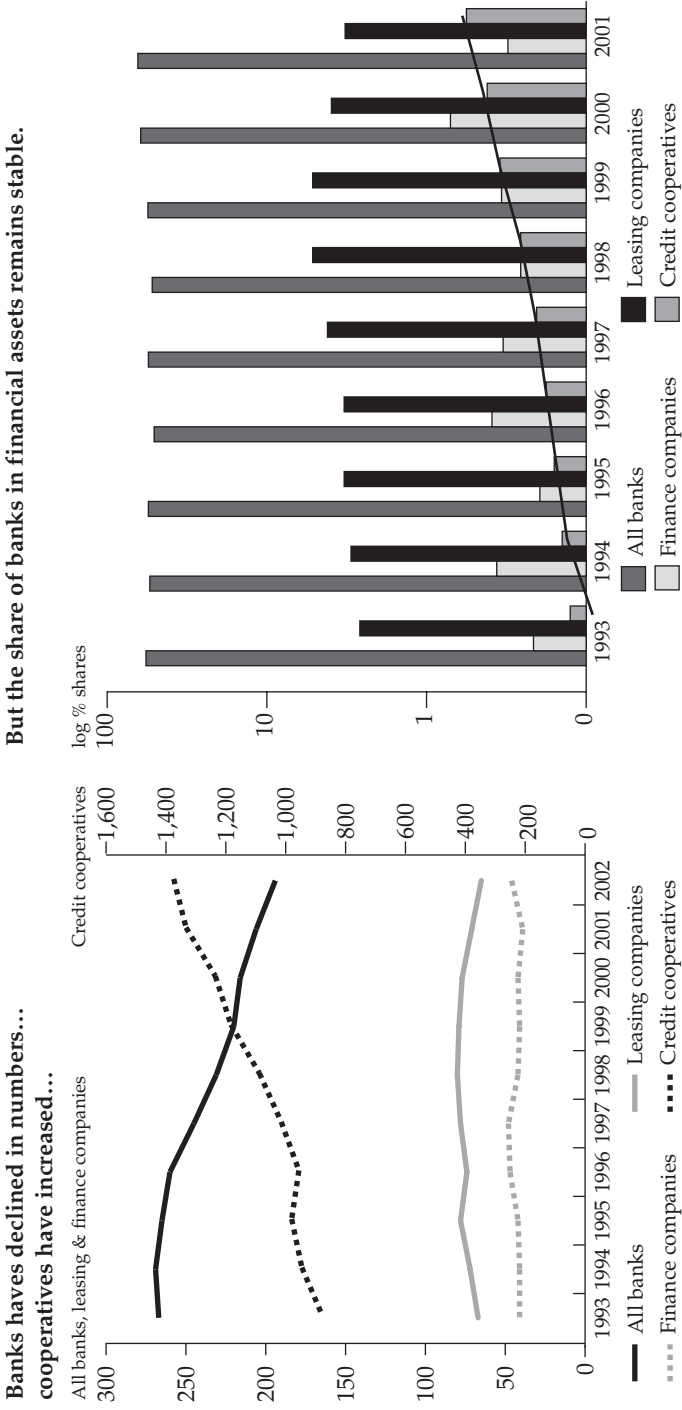 Banks haves declined in numbers…
cooperatives have increased…
All banks, leasing & finance companies
Credit cooperatives
300
250
200
150
100
50
0
1,600
1,400
1,200
1,000
800
600
400
200
0
1993 1994 1995 1996 1997 1998 1999 2000 2001 2002
All banks
Leasing companies
Finance companies
Credit cooperatives
But the share of banks in financial assets remains stable.
log % shares
100
10
1
0
1993 1994 1995 1996 1997 1998 1999 2000 2001
All banks
Leasing companies
Finance companies
Credit cooperatives